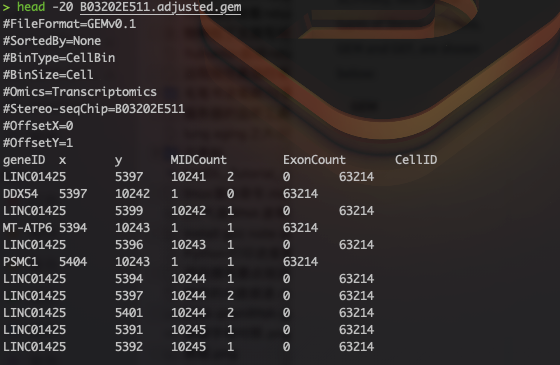 > head -20 B03202E511.adjusted.gem
#FileFormat=GEMv0.1
#SortedBy=None
#BinType=CellBin
#BinSize=Cell
#Omics=Transcriptomics
#Stereo-seqChip=B03202E511
#OffsetX=0
#OffsetY=1
geneID x y MIDCount ExonCount CellID
LINC01425 5397 10241 2 0 63214
DDX54 5397 10242 1 0 63214
LINC01425 5399 10242 1 0 63214
MT-ATP6 5394 10243 1 1 63214
LINC01425 5396 10243 1 0 63214
PSMC1 5404 10243 1 1 63214
LINC01425 5394 10244 1 0 63214
LINC01425 5397 10244 2 0 63214
LINC01425 5401 10244 2 0 63214
LINC01425 5391 10245 1 0 63214
LINC01425 5392 10245 1 0 63214